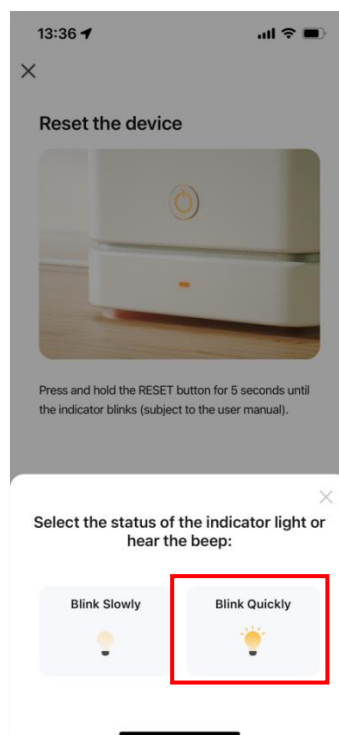 13:36
Reset the device
Press and hold the RESET button for 5 seconds until
the indicator blinks (subject to the user manual).
Select the status of the indicator light or
hear the beep:
Blink Slowly
Blink Quickly